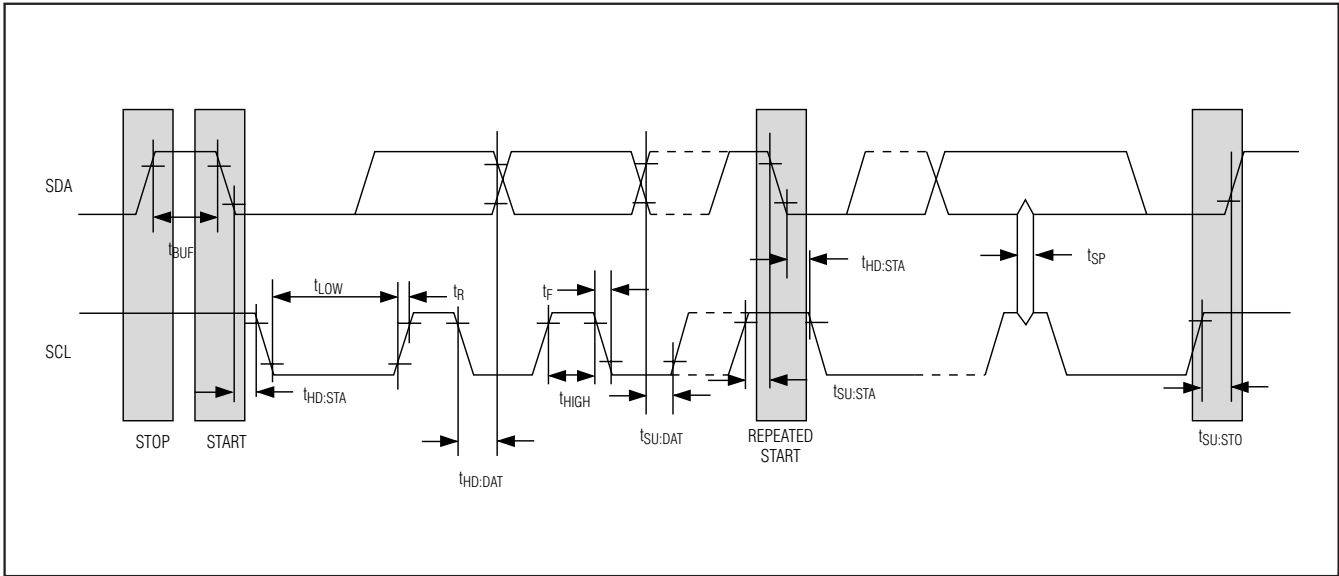 SDA
tBUF
tHD:STA
tSP
tLOW
tR
tF
SCL
tHD:STA
tHIGH
tSU:STA
tSU:DAT
tSU:STO
STOP
START
REPEATED
START
tHD:DAT